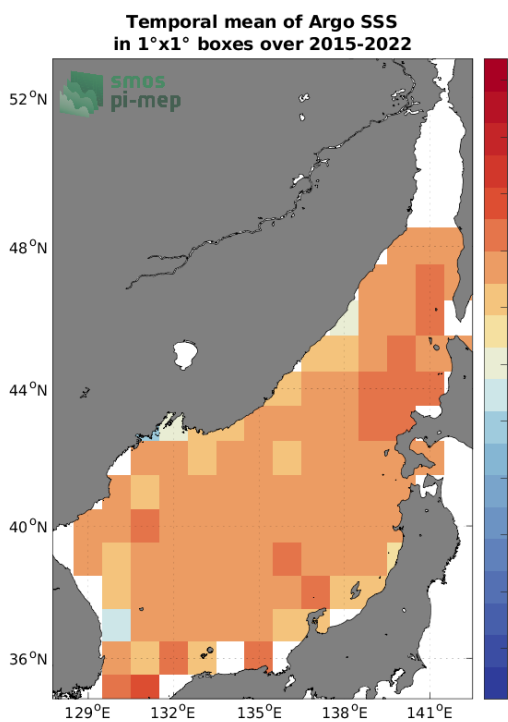 Temporal mean of Argo SSS
in 1°x1° boxes over 2015-2022
smos
pi-mep
52°N
48°N
44°N
40°N
36°N
129°E 132°E 135°E 138°E 141°E